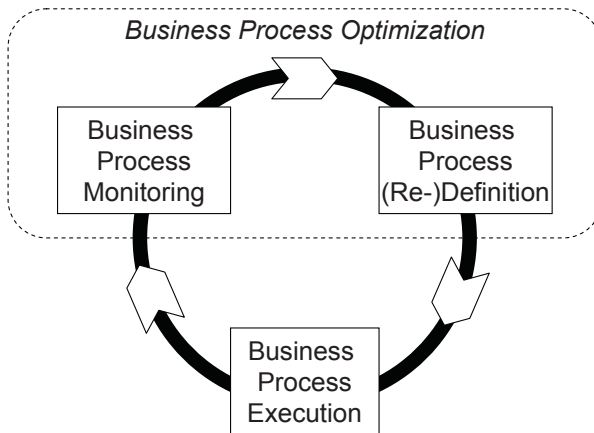 Business Process Optimization
Business
Process
Monitoring
Business
Process
(Re-)Definition
Business
Process
Execution